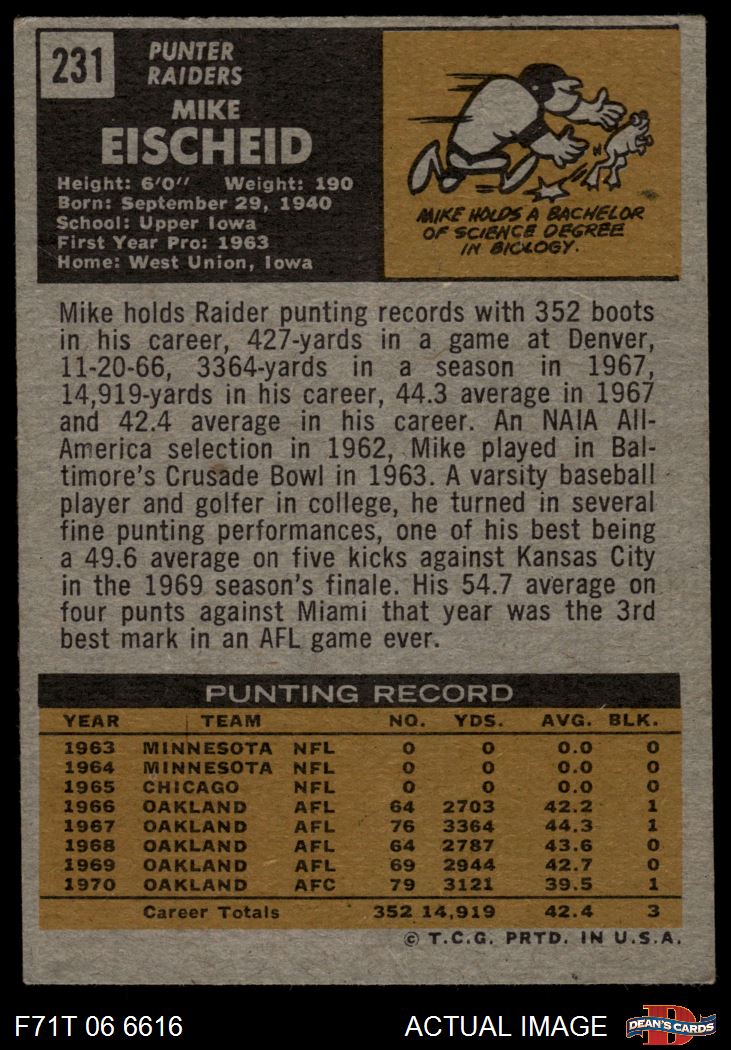 231
PUNTER
RAIDERS
MIKE
EISCHEID
Height: 6'0" Weight: 190
Born: September 29, 1940
School: Upper Iowa
First Year Pro: 1963
Home: West Union, Iowa
MIKE HOLDS A BACHELOR
OF SCIENCE DEGREE
IN BIOLOGY.
Mike holds Raider punting records with 352 boots
in his career, 427-yards in a game at Denver,
11-20-66, 3364-yards in a season in 1967,
14,919-yards in his career, 44.3 average in 1967
and 42.4 average in his career. An NAIA All-
America selection in 1962, Mike played in Bal-
timore's Crusade Bowl in 1963. A varsity baseball
player and golfer in college, he turned in several
fine punting performances, one of his best being
a 49.6 average on five kicks against Kansas City
in the 1969 season's finale. His 54.7 average on
four punts against Miami that year was the 3rd
best mark in an AFL game ever.
PUNTING RECORD
YEAR TEAM NO. YDS. AVG. BLK.
1963 MINNESOTA NFL 0 0 0.0 0
1964 MINNESOTA NFL 0 0 0.0 0
1965 CHICAGO NFL 0 0 0.0 0
1966 OAKLAND AFL 64 2703 42.2 1
1967 OAKLAND AFL 76 3364 44.3 1
1968 OAKLAND AFL 64 2787 43.6 0
1969 OAKLAND AFL 69 2944 42.7 0
1970 OAKLAND AFC 79 3121 39.5 1
Career Totals 352 14,919 42.4 3
© T.C.G. PRTD. IN U.S.A.
F71T 06 6616 ACTUAL IMAGE DEAN'S CARDS